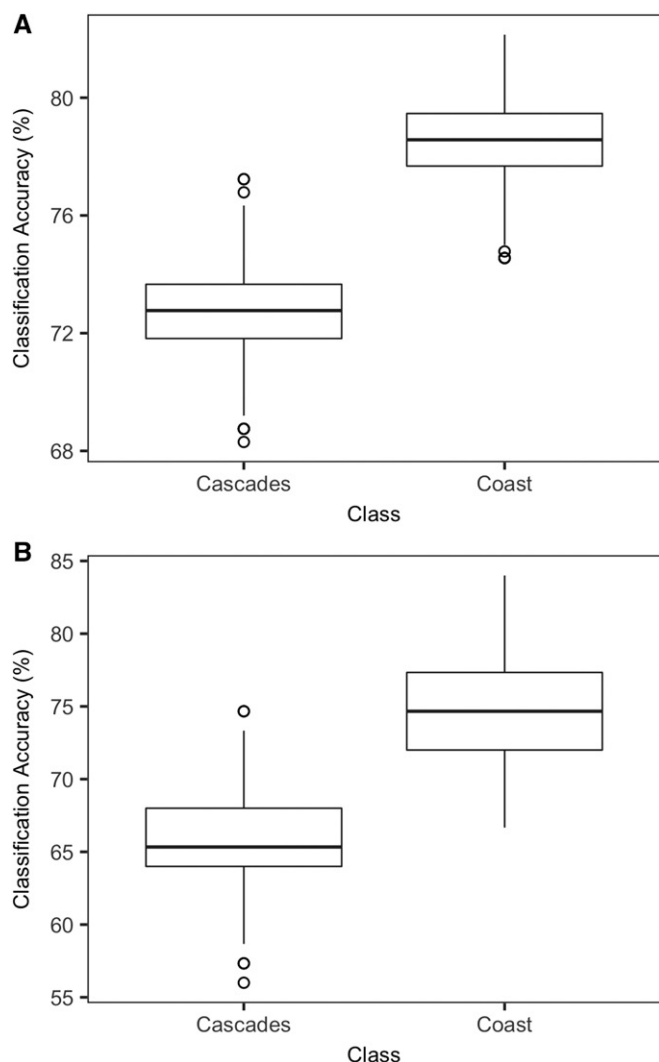 A
Classification Accuracy (%)
80
76
72
68
Cascades Coast
Class
B
Classification Accuracy (%)
85
80
75
70
65
60
55
Cascades Coast
Class